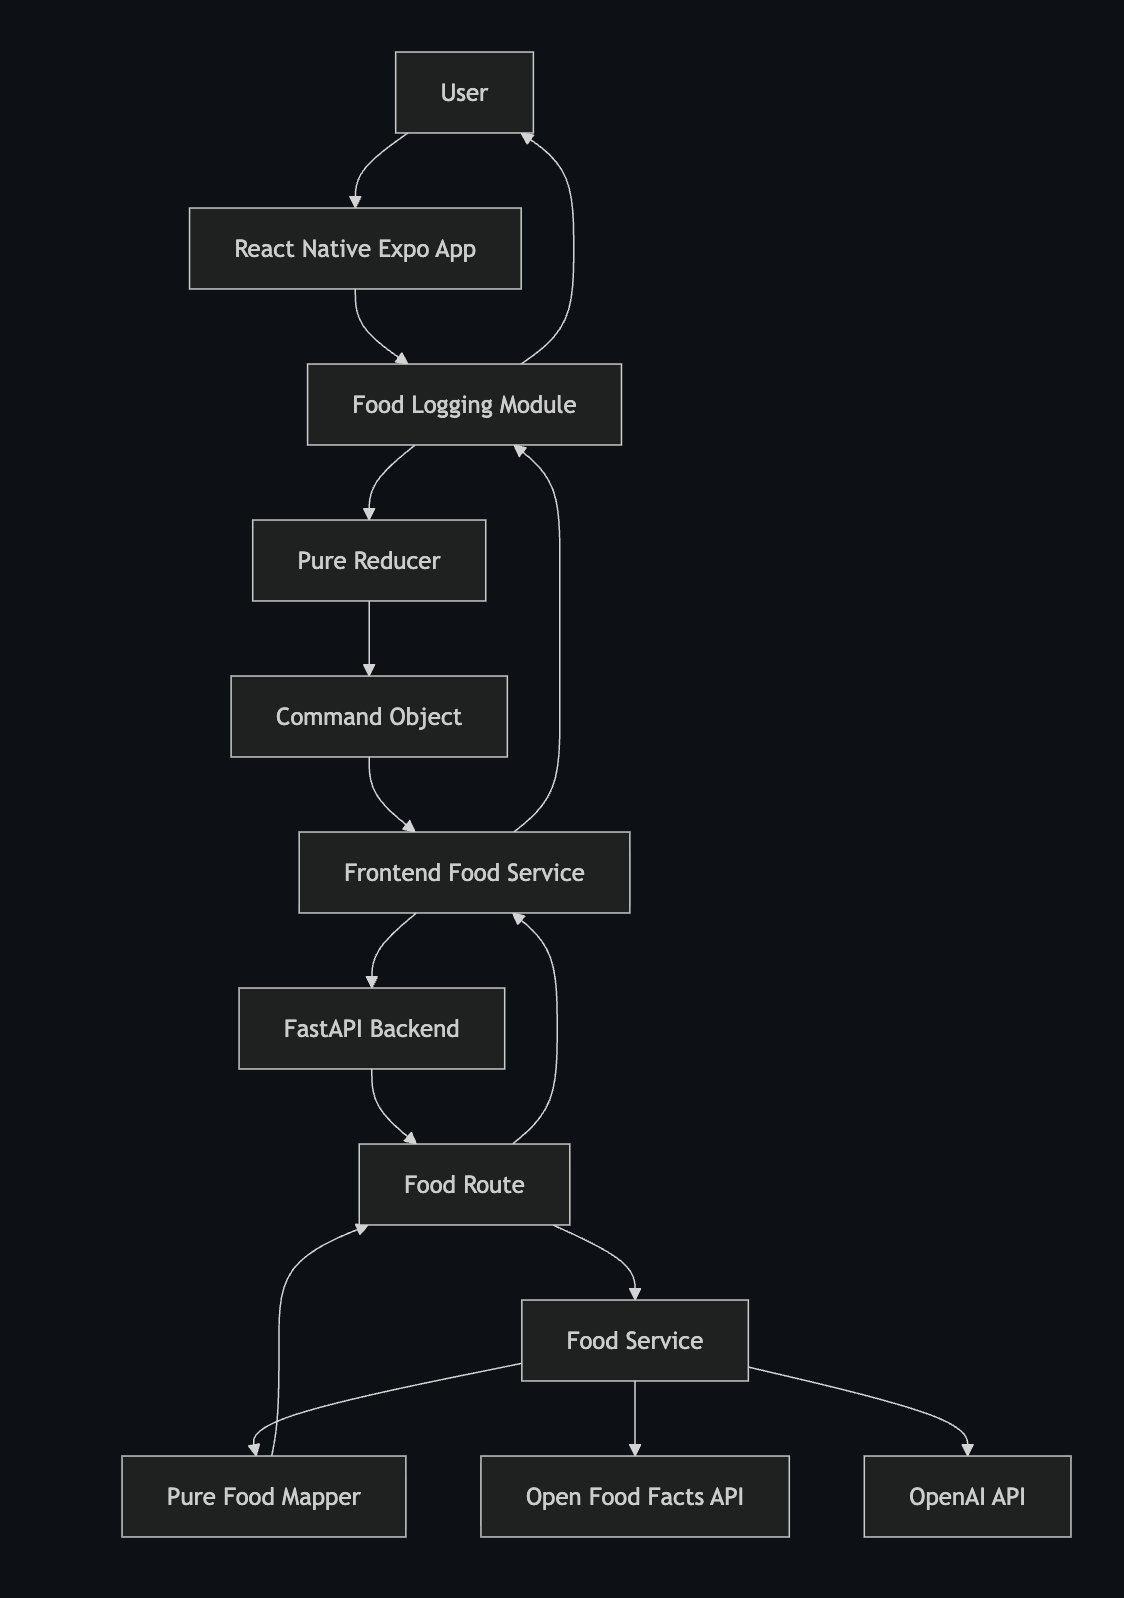 User
React Native Expo App
Food Logging Module
Pure Reducer
Command Object
Frontend Food Service
FastAPI Backend
Food Route
Food Service
Pure Food Mapper
Open Food Facts API
OpenAI API